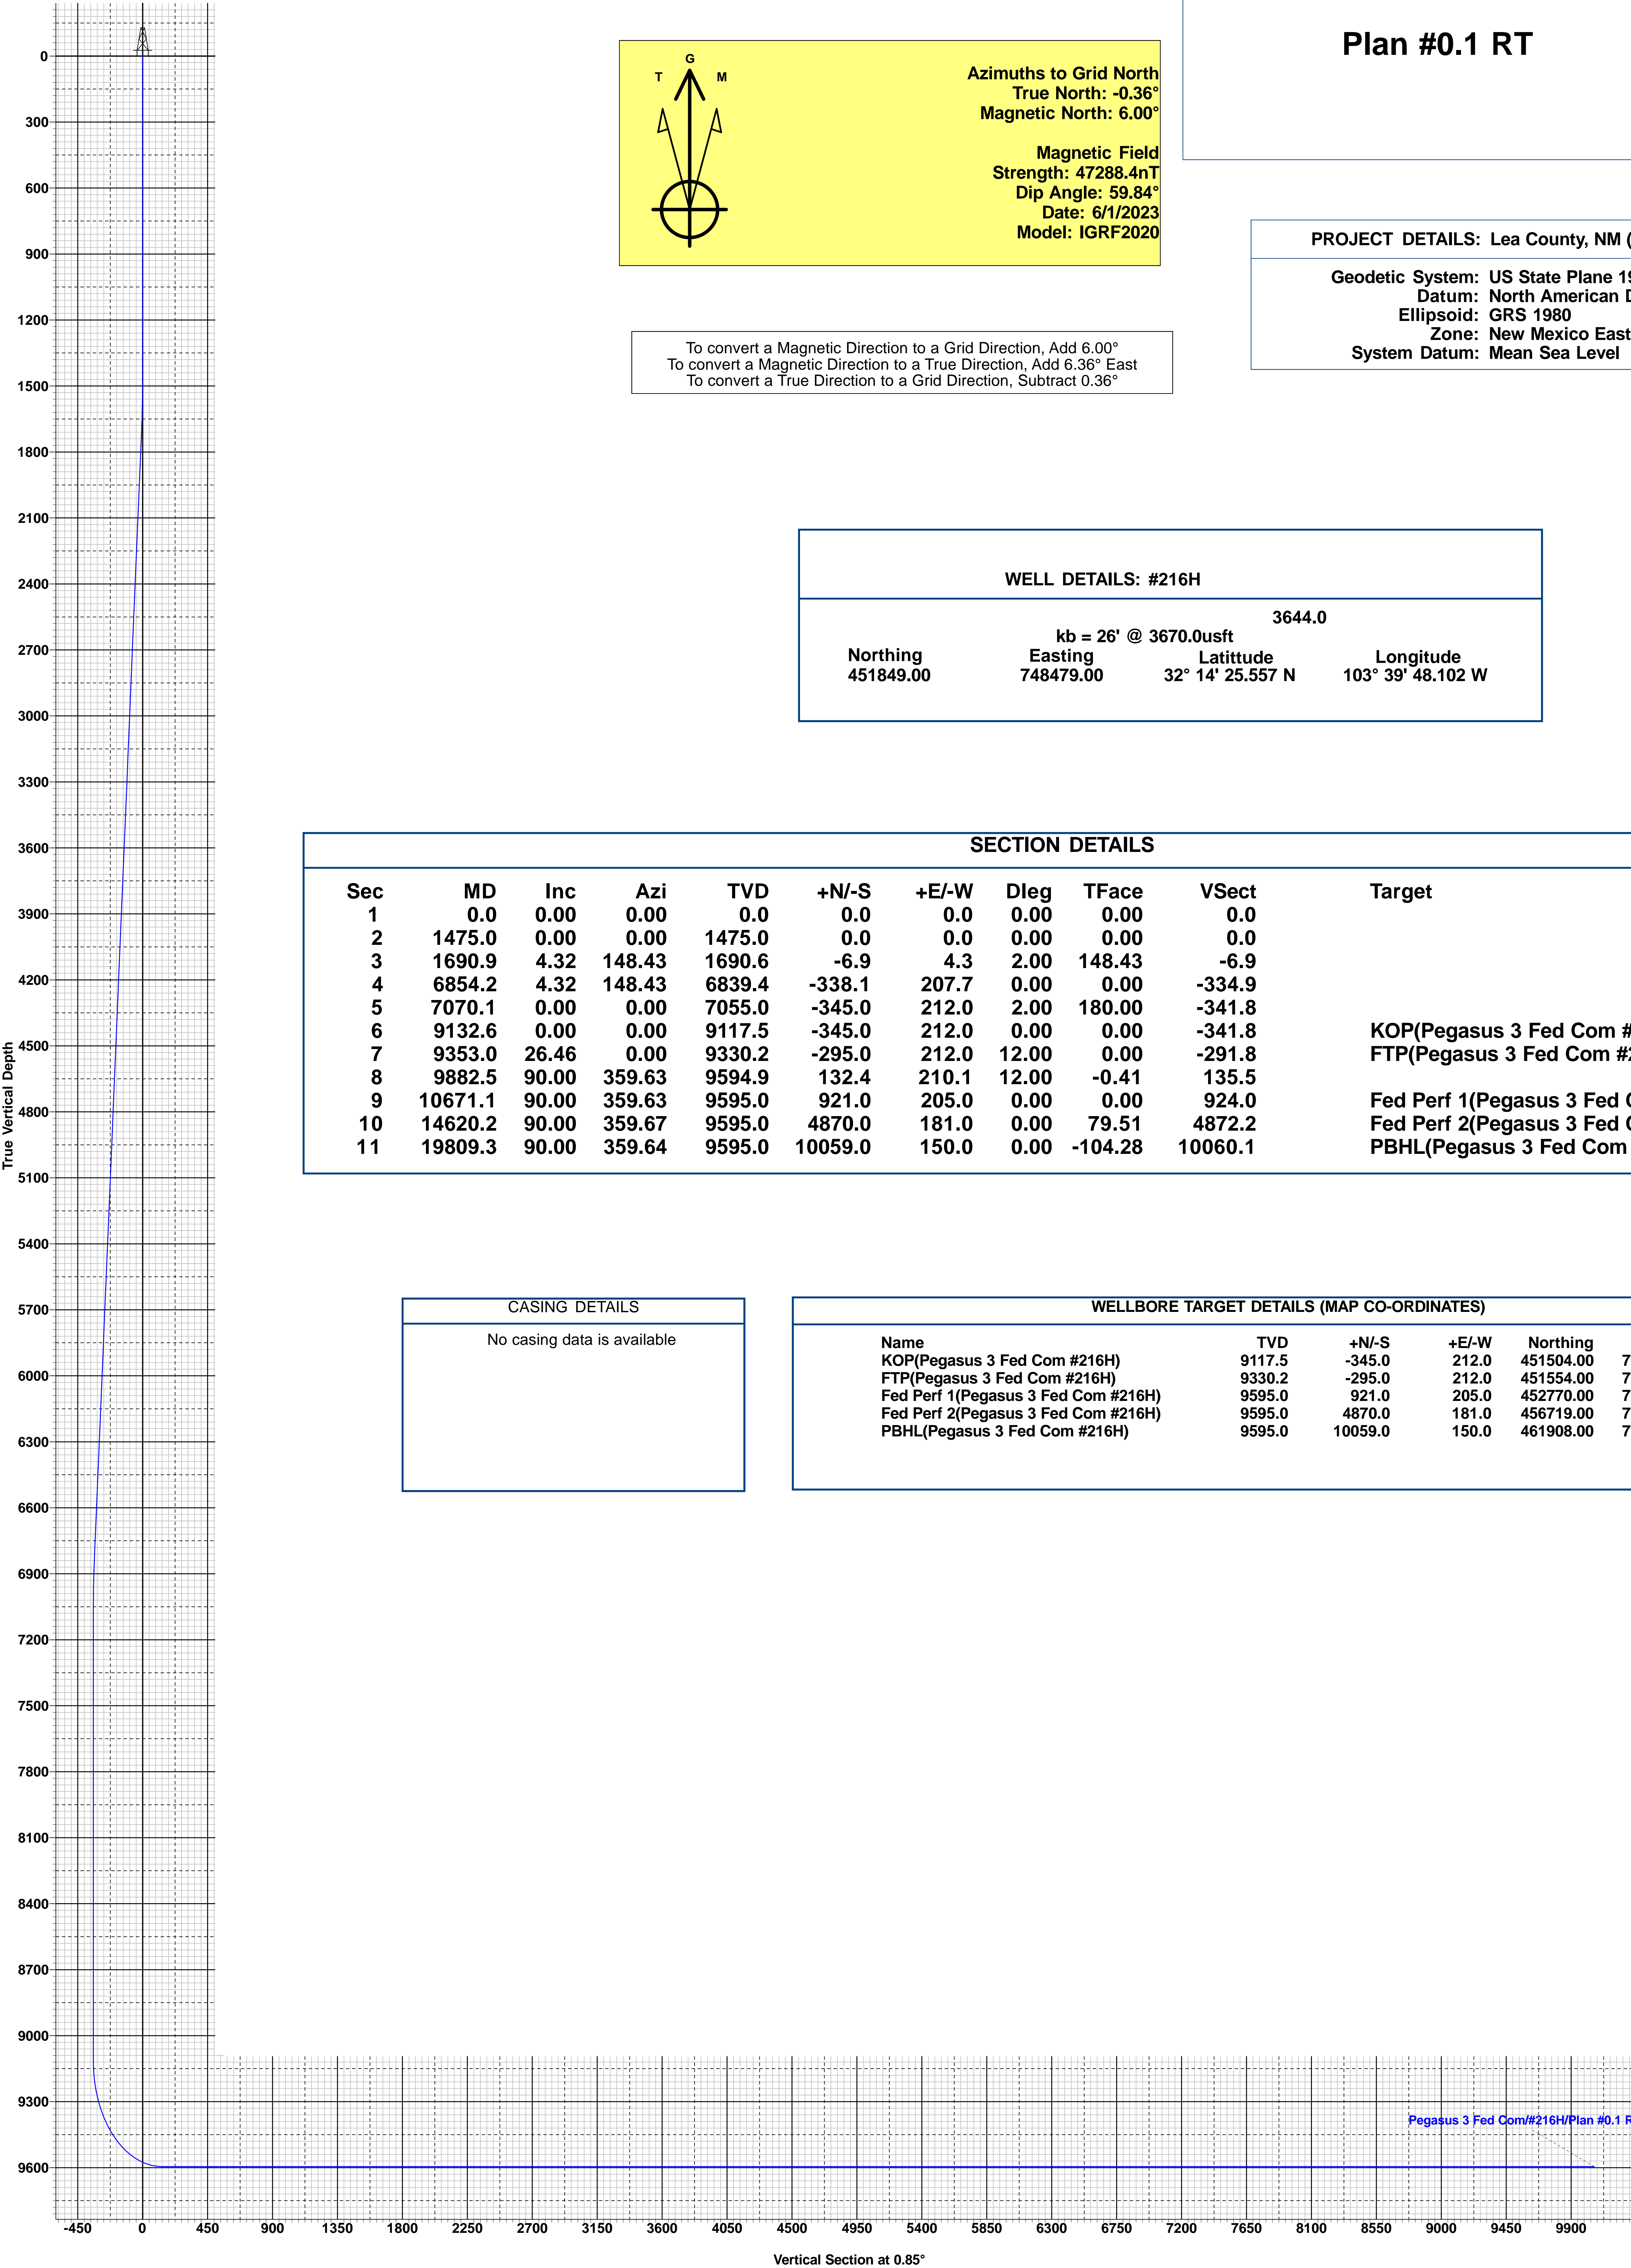 Plan #0.1 RT
G
T M
Azimuths to Grid North
True North: -0.36°
Magnetic North: 6.00°
Magnetic Field
Strength: 47288.4nT
Dip Angle: 59.84°
Date: 6/1/2023
Model: IGRF2020
PROJECT DETAILS: Lea County, NM (
Geodetic System: US State Plane 19
Datum: North American D
Ellipsoid: GRS 1980
Zone: New Mexico East
System Datum: Mean Sea Level
To convert a Magnetic Direction to a Grid Direction, Add 6.00°
To convert a Magnetic Direction to a True Direction, Add 6.36° East
To convert a True Direction to a Grid Direction, Subtract 0.36°
WELL DETAILS: #216H
3644.0
kb = 26' @ 3670.0usft
Northing Easting Latittude Longitude
451849.00 748479.00 32° 14' 25.557 N 103° 39' 48.102 W
SECTION DETAILS
Sec MD Inc Azi TVD +N/-S +E/-W Dleg TFace VSect Target
1 0.0 0.00 0.00 0.0 0.0 0.0 0.00 0.00 0.0
2 1475.0 0.00 0.00 1475.0 0.0 0.0 0.00 0.00 0.0
3 1690.9 4.32 148.43 1690.6 -6.9 4.3 2.00 148.43 -6.9
4 6854.2 4.32 148.43 6839.4 -338.1 207.7 0.00 0.00 -334.9
5 7070.1 0.00 0.00 7055.0 -345.0 212.0 2.00 180.00 -341.8
6 9132.6 0.00 0.00 9117.5 -345.0 212.0 0.00 0.00 -341.8 KOP(Pegasus 3 Fed Com #
7 9353.0 26.46 0.00 9330.2 -295.0 212.0 12.00 0.00 -291.8 FTP(Pegasus 3 Fed Com #2
8 9882.5 90.00 359.63 9594.9 132.4 210.1 12.00 -0.41 135.5
9 10671.1 90.00 359.63 9595.0 921.0 205.0 0.00 0.00 924.0 Fed Perf 1(Pegasus 3 Fed C
10 14620.2 90.00 359.67 9595.0 4870.0 181.0 0.00 79.51 4872.2 Fed Perf 2(Pegasus 3 Fed C
11 19809.3 90.00 359.64 9595.0 10059.0 150.0 0.00 -104.28 10060.1 PBHL(Pegasus 3 Fed Com
CASING DETAILS
No casing data is available
WELLBORE TARGET DETAILS (MAP CO-ORDINATES)
Name TVD +N/-S +E/-W Northing
KOP(Pegasus 3 Fed Com #216H) 9117.5 -345.0 212.0 451504.00 7
FTP(Pegasus 3 Fed Com #216H) 9330.2 -295.0 212.0 451554.00 7
Fed Perf 1(Pegasus 3 Fed Com #216H) 9595.0 921.0 205.0 452770.00 7
Fed Perf 2(Pegasus 3 Fed Com #216H) 9595.0 4870.0 181.0 456719.00 7
PBHL(Pegasus 3 Fed Com #216H) 9595.0 10059.0 150.0 461908.00 7
True Vertical Depth
0
300
600
900
1200
1500
1800
2100
2400
2700
3000
3300
3600
3900
4200
4500
4800
5100
5400
5700
6000
6300
6600
6900
7200
7500
7800
8100
8400
8700
9000
9300
9600
Pegasus 3 Fed Com/#216H/Plan #0.1 R
-450 0 450 900 1350 1800 2250 2700 3150 3600 4050 4500 4950 5400 5850 6300 6750 7200 7650 8100 8550 9000 9450 9900
Vertical Section at 0.85°